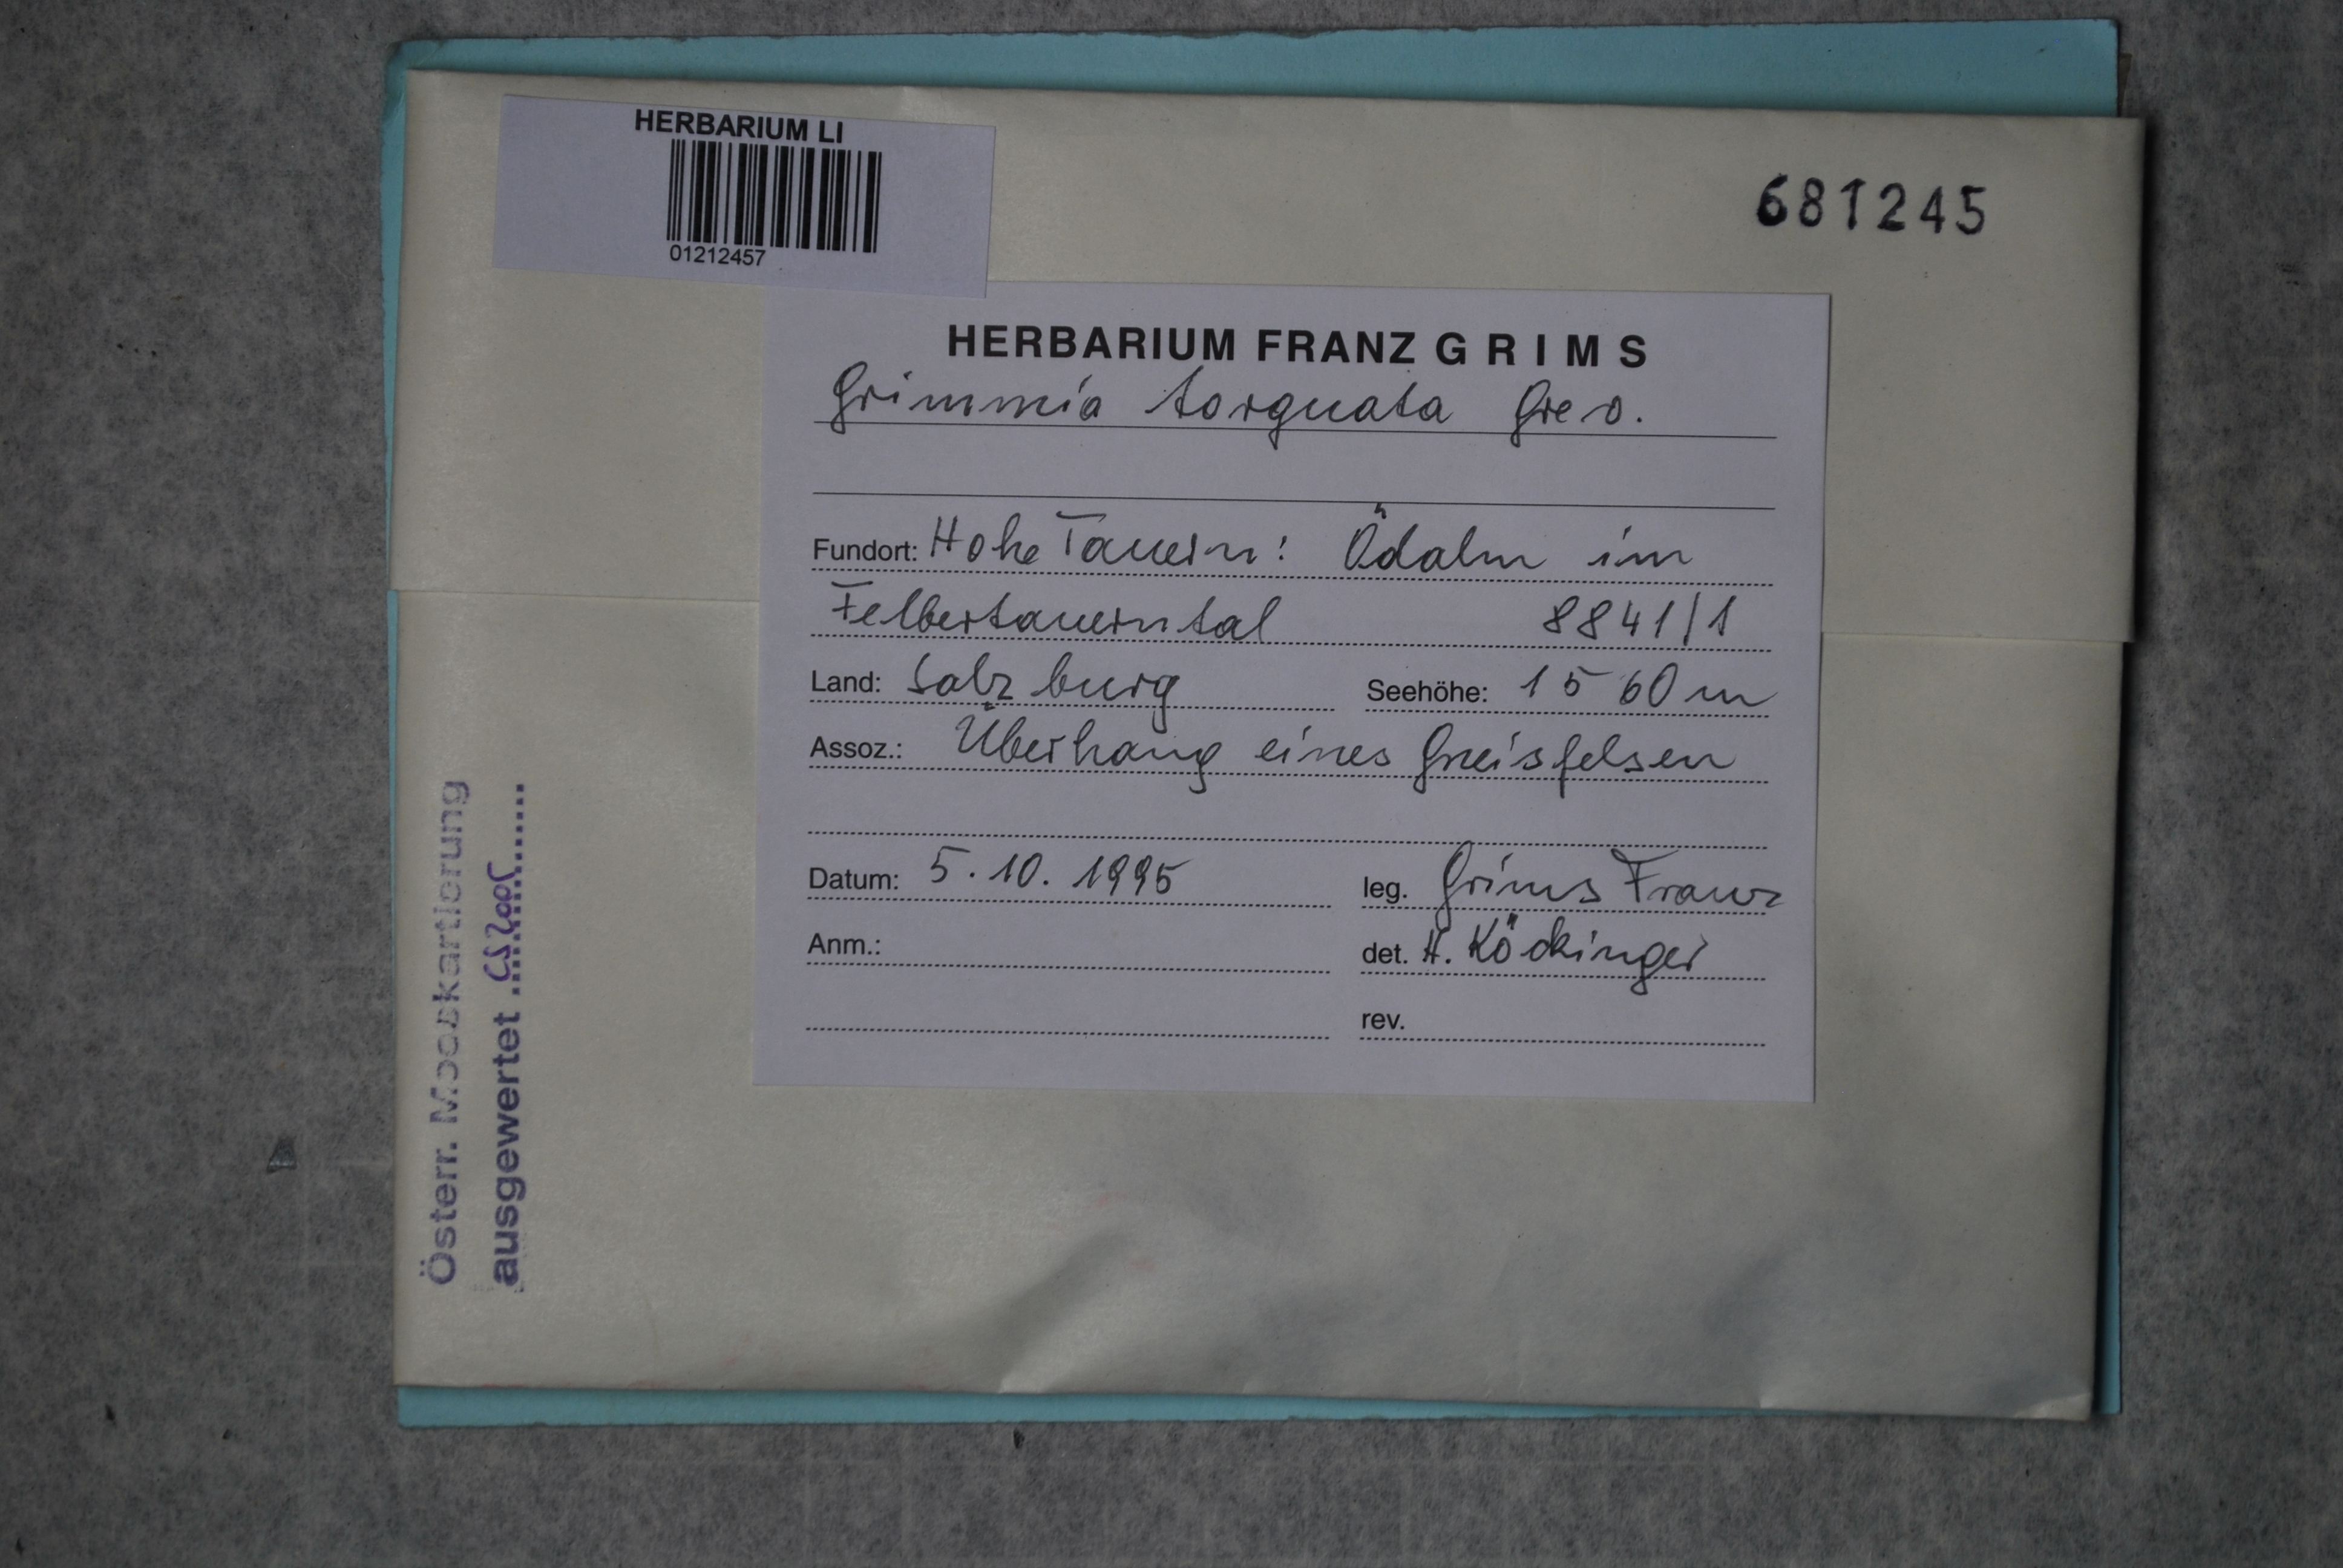 HERBARIUM LI
01212457
681245
HERBARIUM FRANZ GRIMS
Grimmia torquata Grev.
Fundort: Hohe Tauern: Ödalm im
Felbertauerntal 8841/1
Land: Salzburg Seehöhe: 1560 m
Assoz.: Überhang eines Gneisfelsen
Datum: 5.10.1995 leg. Grims Franz
Anm.: det. H. Köckinger
rev.
Österr. Mooskartierung
ausgewertet